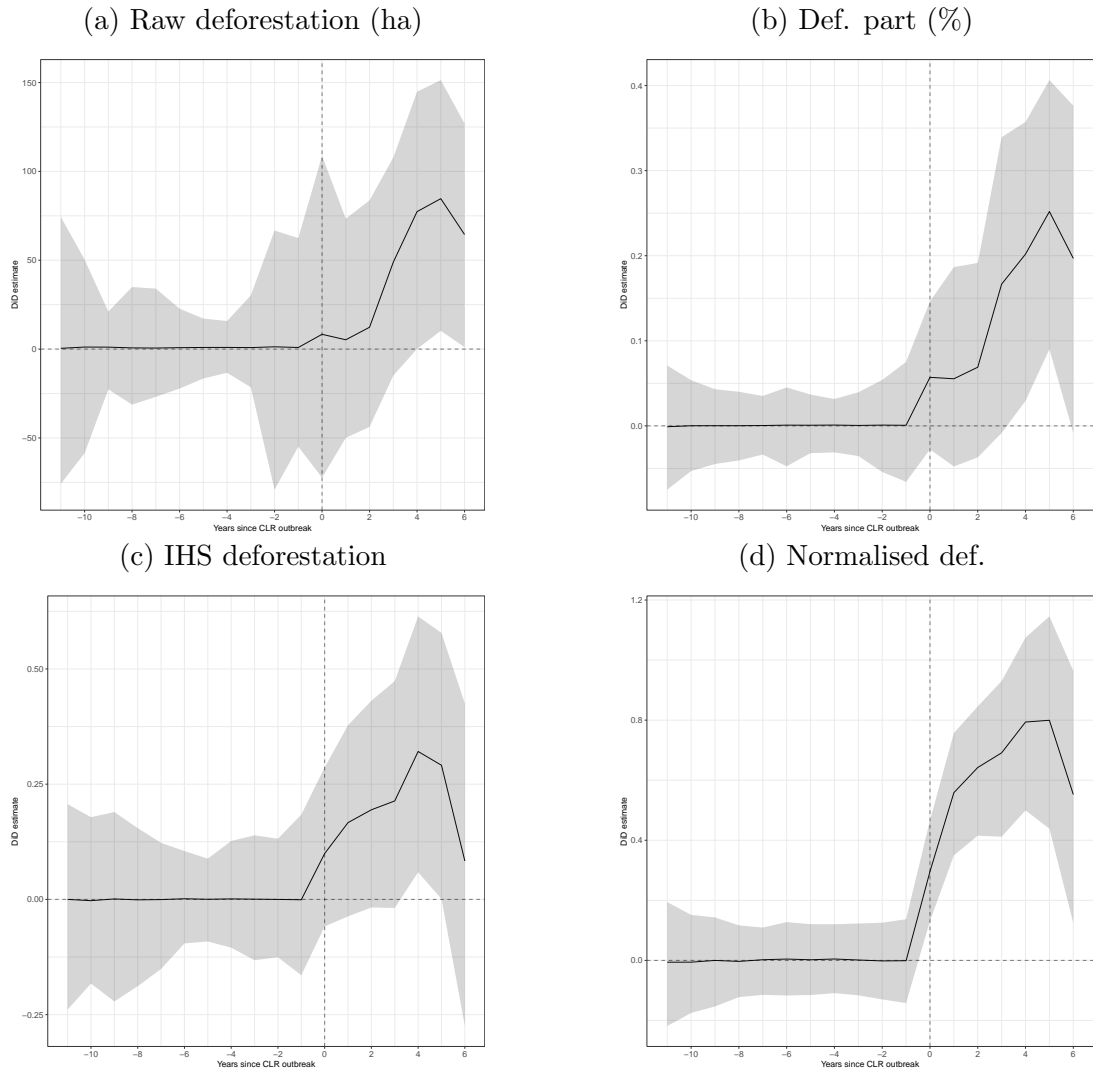 (a) Raw deforestation (ha)
150
100
50
0
−50
DiD estimate
−10 −8 −6 −4 −2 0 2 4 6
Years since CLR outbreak
(b) Def. part (%)
0.4
0.3
0.2
0.1
0.0
DiD estimate
−10 −8 −6 −4 −2 0 2 4 6
Years since CLR outbreak
(c) IHS deforestation
0.50
0.25
0.00
−0.25
DiD estimate
−10 −8 −6 −4 −2 0 2 4 6
Years since CLR outbreak
(d) Normalised def.
1.2
0.8
0.4
0.0
DiD estimate
−10 −8 −6 −4 −2 0 2 4 6
Years since CLR outbreak